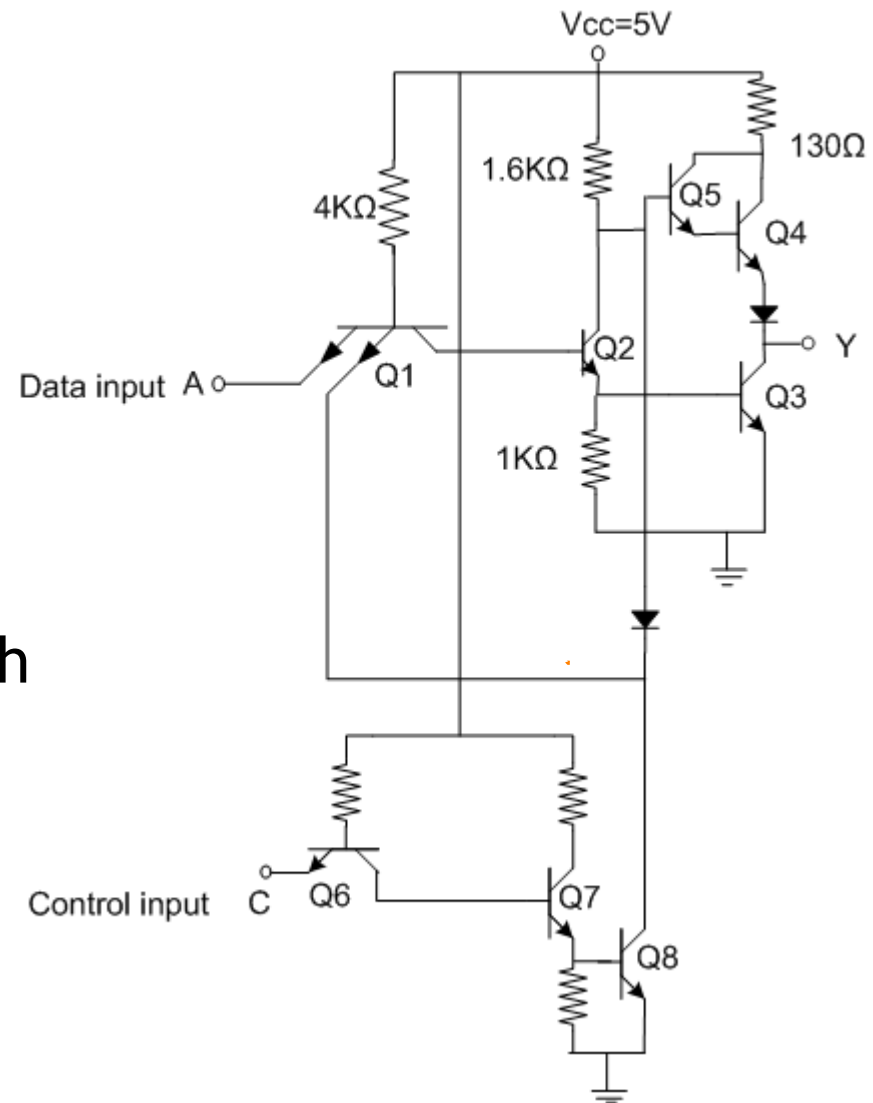 Vcc=5V
130Ω
1.6KΩ
Q5
4KΩ
Q4
Q2
Y
Q1
Data input A
Q3
1KΩ
h
Q6
Q7
Control input C
Q8